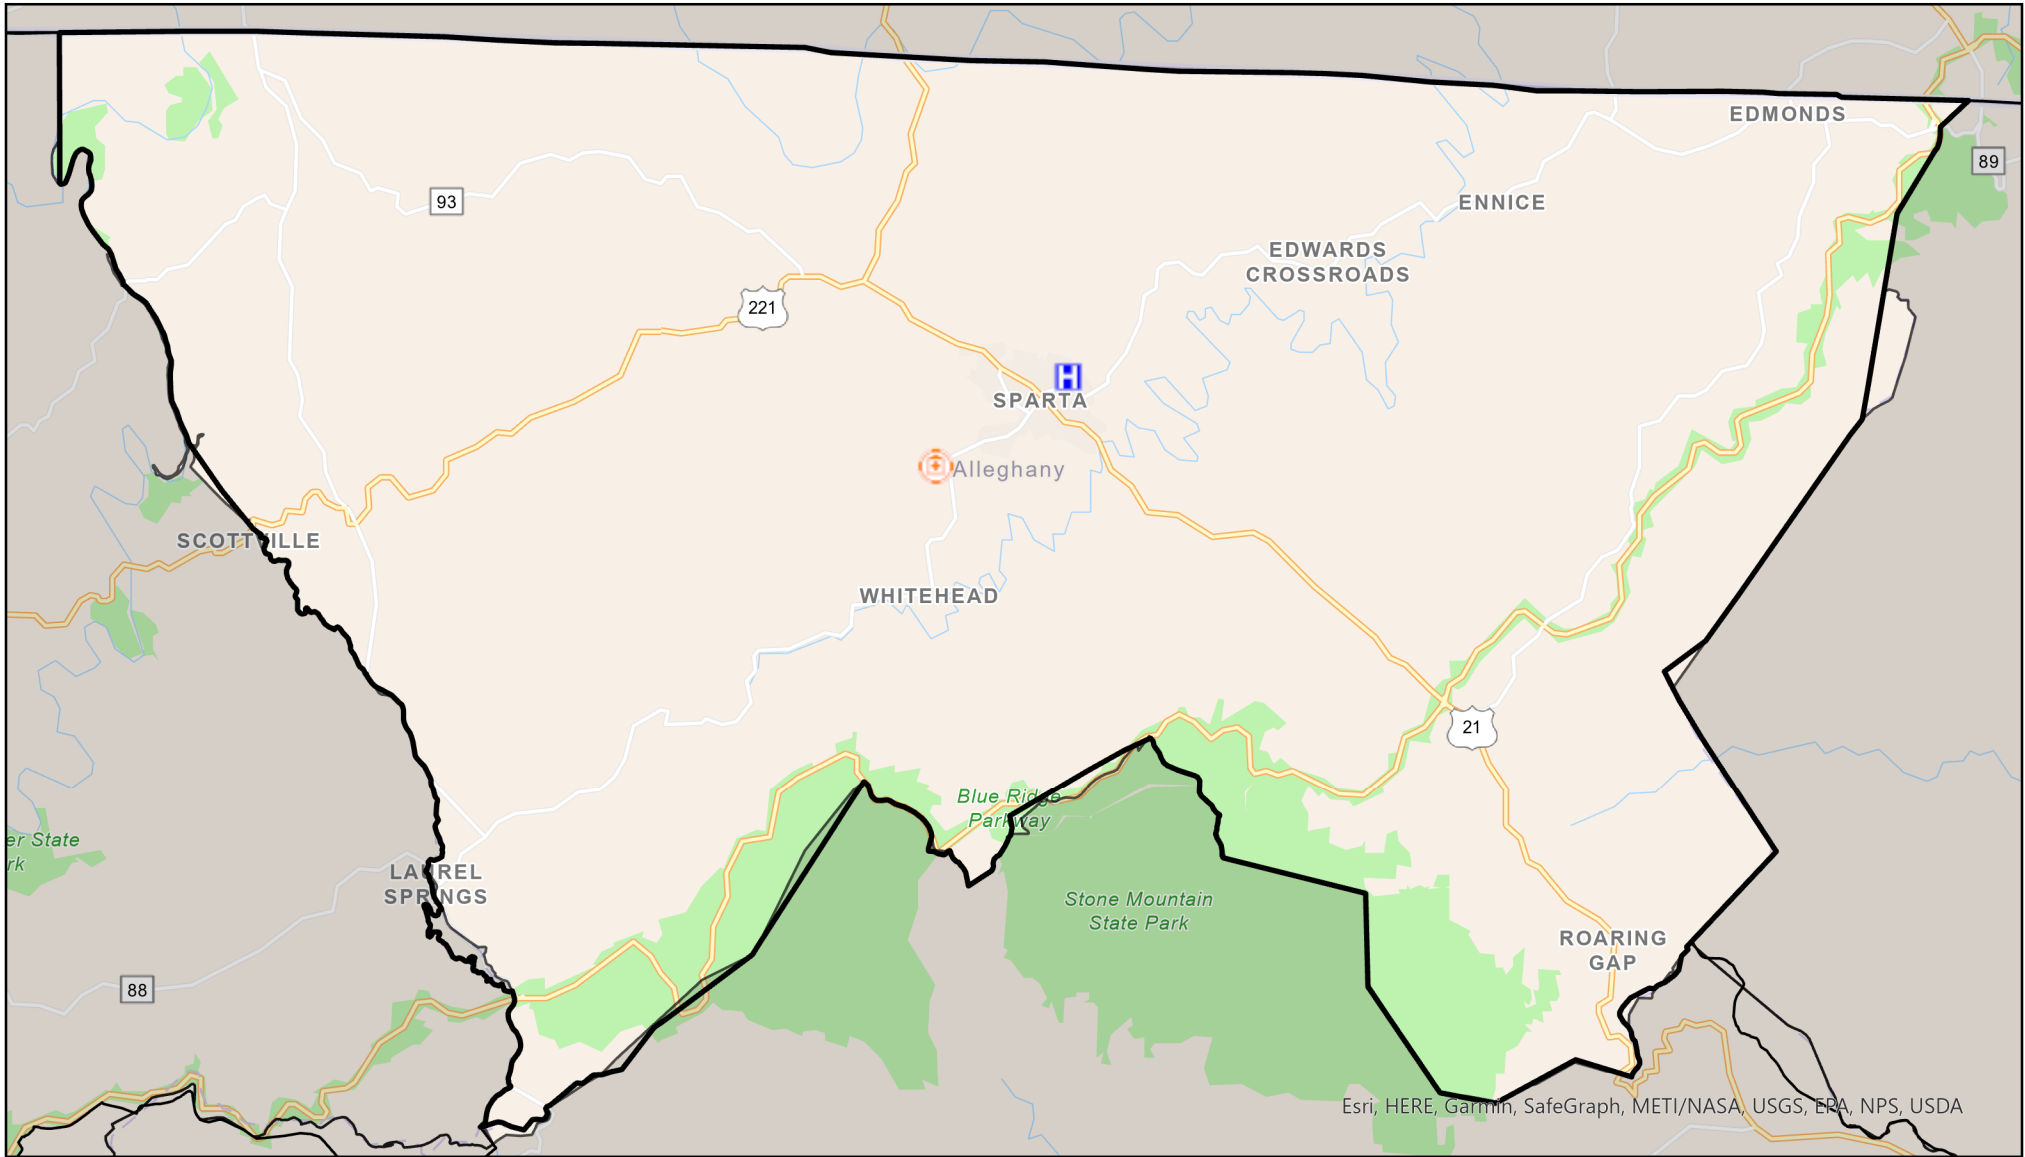 EDMONDS
89
93
ENNICE
EDWARDS
CROSSROADS
221
H
SPARTA
Alleghany
SCOTTVILLE
WHITEHEAD
21
Blue Ridge
Parkway
er State
rk
LAUREL
SPRINGS
Stone Mountain
State Park
ROARING
GAP
88
Esri, HERE, Garmin, SafeGraph, METI/NASA, USGS, EPA, NPS, USDA